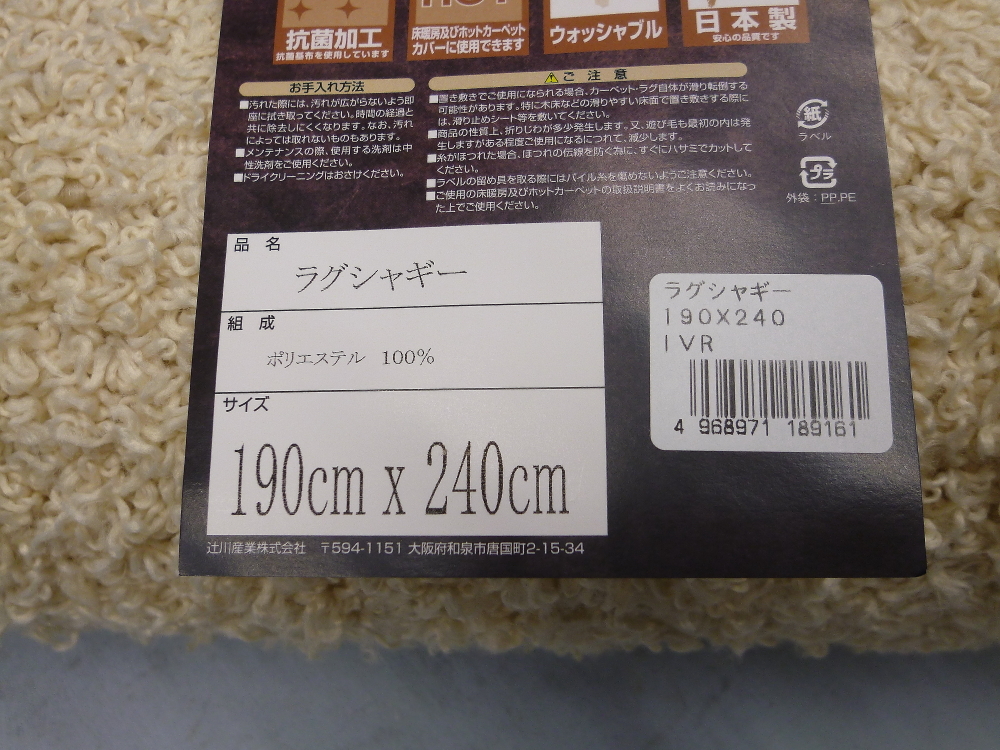 抗菌加工
抗菌基布を使用しています
床暖房及びホットカーペット
カバーに使用できます
ウォッシャブル
日本製
安心の品質です
お手入れ方法
■汚れた際には、汚れが広がらないよう即
座に拭き取ってください。時間の経過と
共に除去しにくくなります。なお、汚れ
によっては取れないものもあります。
■メンテナンスの際、使用する洗剤は中
性洗剤をご使用ください。
■ドライクリーニングはおさけください。
⚠ご注意
■置き敷きでご使用になられる場合、カーペット・ラグ自体が滑り転倒する
可能性があります。特に木床などの滑りやすい床面で置き敷きする際に
は、滑り止めシート等を敷いてください。
■商品の性質上、折りじわが多少発生します。又、遊び毛も最初の内は発
生しますがある程度ご使用になるにつれて、減少します。
■糸がほつれた場合、ほつれの伝線を防ぐ為に、すぐにハサミでカットして
ください。
■ラベルの留め具を取る際にはパイル糸を傷めないようご注意ください。
■ご使用の床暖房及びホットカーペットの取扱説明書をよくお読みになっ
た上でご使用ください。
紙
ラベル
プラ
外袋:PP,PE
品名
ラグシャギー
組成
ポリエステル 100%
サイズ
190cm x 240cm
ラグシャギー
190X240
IVR
4 968971 189161
辻川産業株式会社 〒594-1151 大阪府和泉市唐国町2-15-34